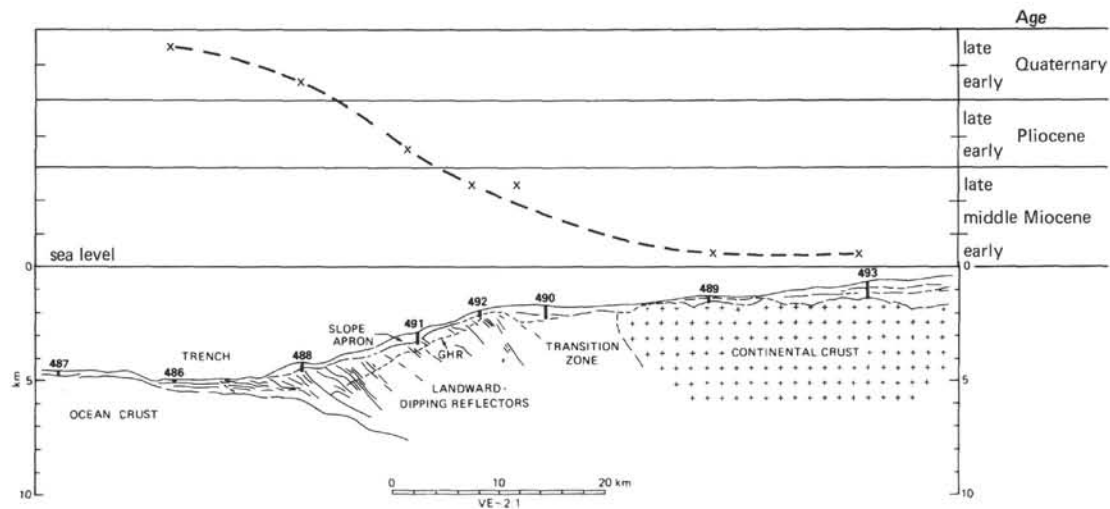 Age
late
Quaternary
early
late
Pliocene
early
late
middle Miocene
early
sea level
0
0
493
489
490
492
491
SLOPE
APRON
488
GHR
TRENCH
487
486
TRANSITION
ZONE
CONTINENTAL CRUST
km
5
5
OCEAN CRUST
LANDWARD-
DIPPING REFLECTORS
0 10 20 km
VE-2:1
10
10